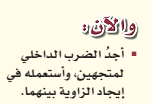 والآن:
▪ أجدُ الضرب الداخلي
لمتجهين، وأستعمله في
إيجاد الزاوية بينهما.